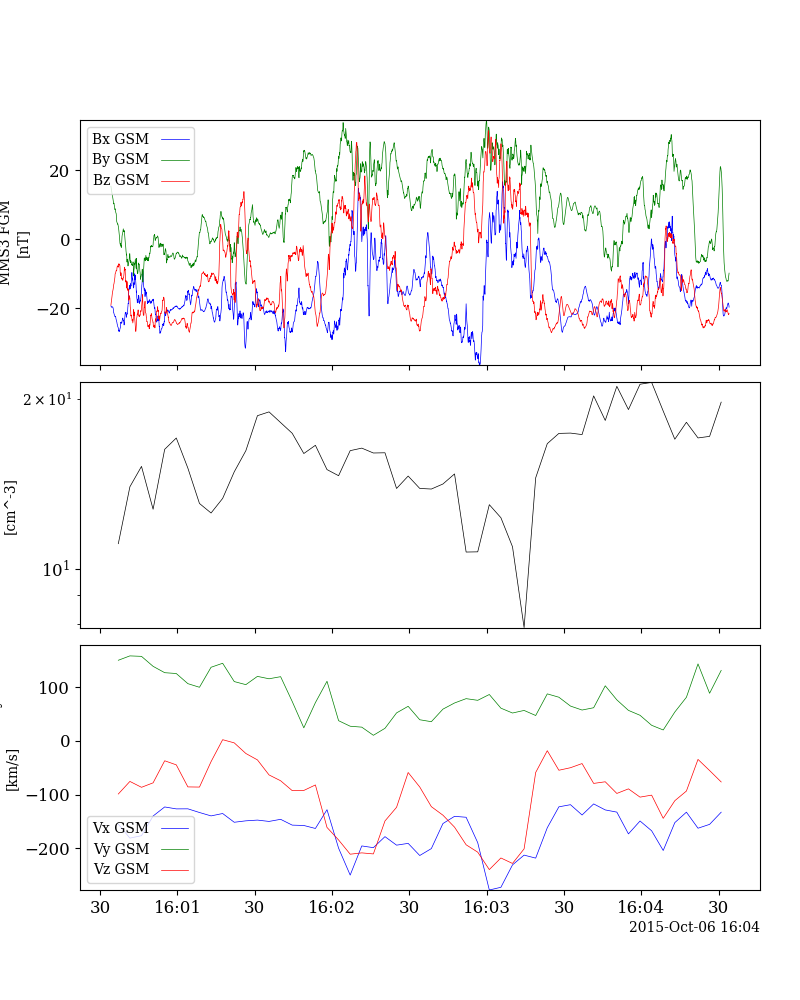 Bx GSM
By GSM
Bz GSM
20
0
−20
MMS3 FGM
[nT]
2 × 10¹
10¹
[cm^-3]
100
0
−100
−200
[km/s]
Vx GSM
Vy GSM
Vz GSM
30 16:01 30 16:02 30 16:03 30 16:04 30
2015-Oct-06 16:04